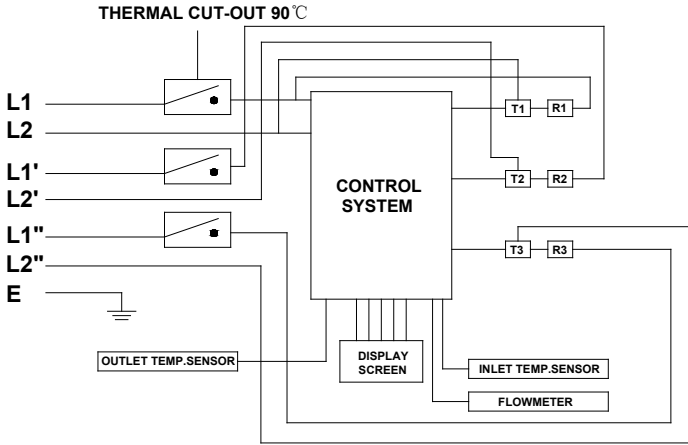 THERMAL CUT-OUT 90℃
L1
L2
L1'
L2'
L1"
L2"
E
CONTROL
SYSTEM
T1
R1
T2
R2
T3
R3
OUTLET TEMP.SENSOR
DISPLAY
SCREEN
INLET TEMP.SENSOR
FLOWMETER